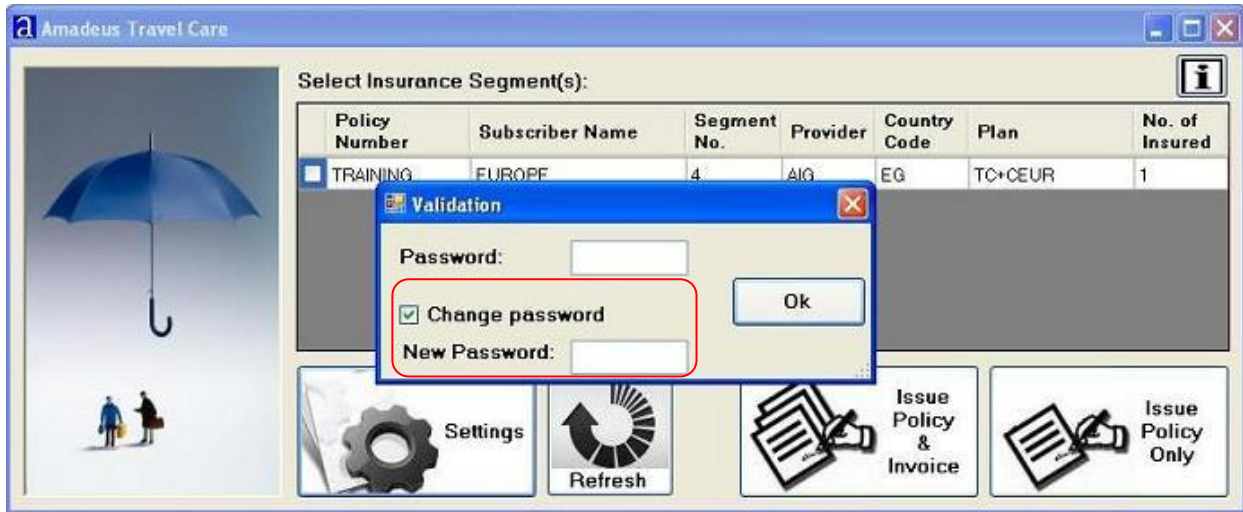 a Amadeus Travel Care
Select Insurance Segment(s):
i
Policy Number Subscriber Name Segment No. Provider Country Code Plan No. of Insured
TRAINING EUROPE 4 AIG EG TC+CEUR 1
Validation
Password:
Change password
Ok
New Password:
Settings
Refresh
Issue
Policy
&
Invoice
Issue
Policy
Only